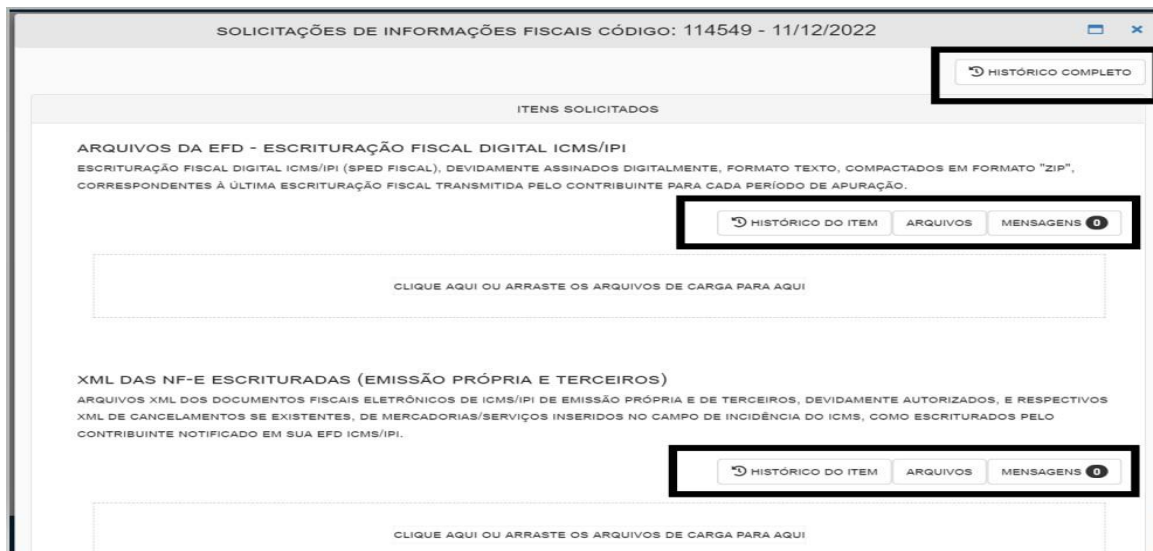 SOLICITAÇÕES DE INFORMAÇÕES FISCAIS CÓDIGO: 114549 - 11/12/2022
HISTÓRICO COMPLETO
ITENS SOLICITADOS
ARQUIVOS DA EFD - ESCRITURAÇÃO FISCAL DIGITAL ICMS/IPI
ESCRITURAÇÃO FISCAL DIGITAL ICMS/IPI (SPED FISCAL), DEVIDAMENTE ASSINADOS DIGITALMENTE, FORMATO TEXTO, COMPACTADOS EM FORMATO "ZIP",
CORRESPONDENTES À ÚLTIMA ESCRITURAÇÃO FISCAL TRANSMITIDA PELO CONTRIBUINTE PARA CADA PERÍODO DE APURAÇÃO.
HISTÓRICO DO ITEM ARQUIVOS MENSAGENS 0
CLIQUE AQUI OU ARRASTE OS ARQUIVOS DE CARGA PARA AQUI
XML DAS NF-E ESCRITURADAS (EMISSÃO PRÓPRIA E TERCEIROS)
ARQUIVOS XML DOS DOCUMENTOS FISCAIS ELETRÔNICOS DE ICMS/IPI DE EMISSÃO PRÓPRIA E DE TERCEIROS, DEVIDAMENTE AUTORIZADOS, E RESPECTIVOS
XML DE CANCELAMENTOS SE EXISTENTES, DE MERCADORIAS/SERVIÇOS INSERIDOS NO CAMPO DE INCIDÊNCIA DO ICMS, COMO ESCRITURADOS PELO
CONTRIBUINTE NOTIFICADO EM SUA EFD ICMS/IPI.
HISTÓRICO DO ITEM ARQUIVOS MENSAGENS 0
CLIQUE AQUI OU ARRASTE OS ARQUIVOS DE CARGA PARA AQUI